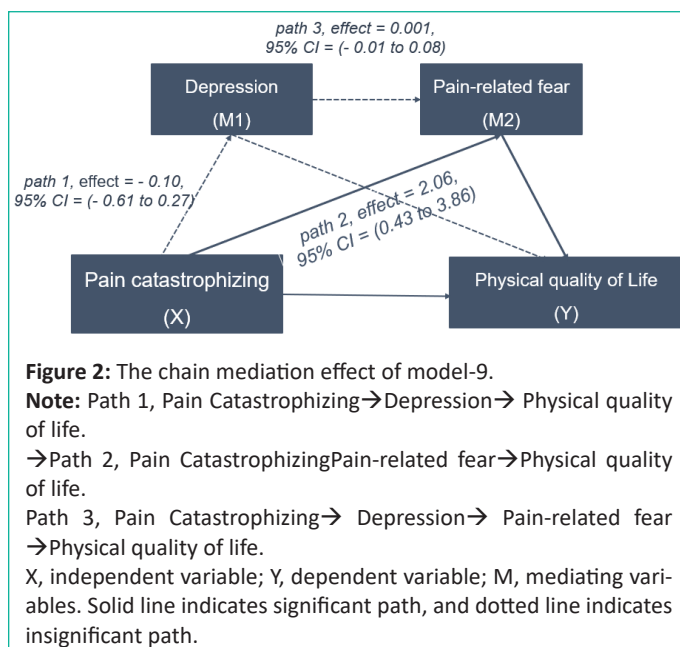 path 3, effect = 0.001,
95% CI = (- 0.01 to 0.08)
Depression
(M1)
Pain-related fear
(M2)
path 1, effect = - 0.10,
95% CI = (- 0.61 to 0.27)
path 2, effect = 2.06,
95% CI = (0.43 to 3.86)
Pain catastrophizing
(X)
Physical quality of Life
(Y)
Figure 2: The chain mediation effect of model-9.
Note: Path 1, Pain Catastrophizing→Depression→ Physical quality
of life.
→Path 2, Pain CatastrophizingPain-related fear→Physical quality
of life.
Path 3, Pain Catastrophizing→ Depression→ Pain-related fear
→Physical quality of life.
X, independent variable; Y, dependent variable; M, mediating vari-
ables. Solid line indicates significant path, and dotted line indicates
insignificant path.